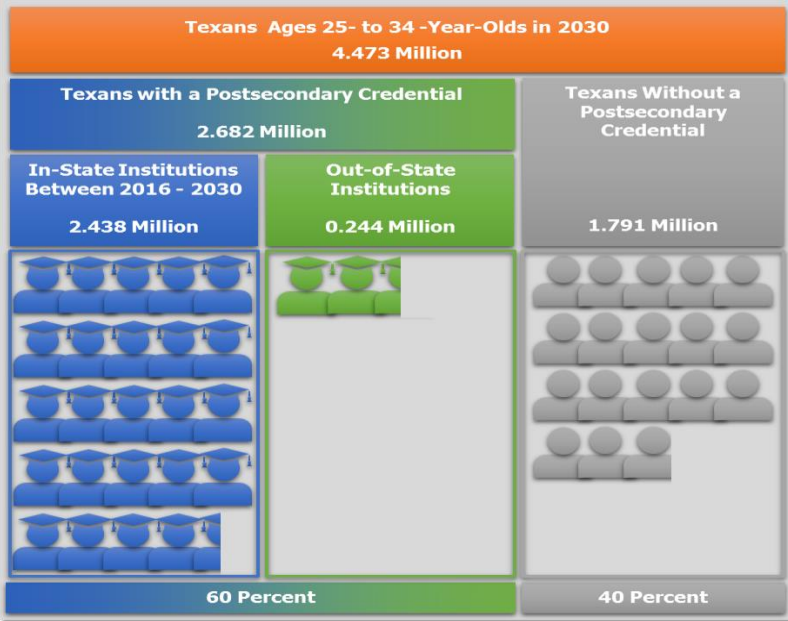 Texans Ages 25- to 34 -Year-Olds in 2030
4.473 Million
Texans with a Postsecondary Credential
2.682 Million
Texans Without a
Postsecondary
Credential
1.791 Million
In-State Institutions
Between 2016 - 2030
2.438 Million
Out-of-State
Institutions
0.244 Million
60 Percent
40 Percent